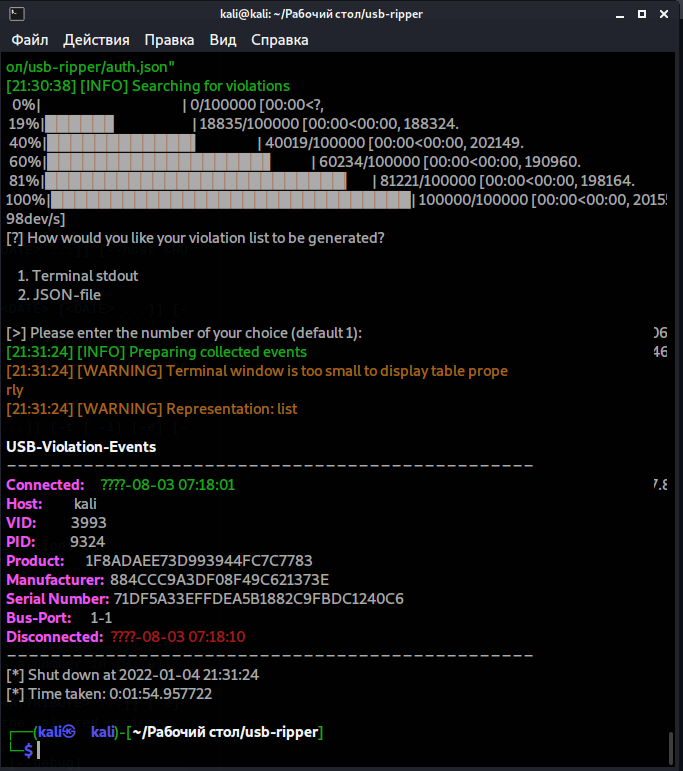 kali@kali: ~/Рабочий стол/usb-ripper
Файл Действия Правка Вид Справка
ол/usb-ripper/auth.json"
[21:30:38] [INFO] Searching for violations
0%| | 0/100000 [00:00<?,
19%| | 18835/100000 [00:00<00:00, 188324.
40%| | 40019/100000 [00:00<00:00, 202149.
60%| | 60234/100000 [00:00<00:00, 190960.
81%| | 81221/100000 [00:00<00:00, 198164.
100%| | 100000/100000 [00:00<00:00, 20155
98dev/s]
[?] How would you like your violation list to be generated?
1. Terminal stdout
2. JSON-file
[>] Please enter the number of your choice (default 1): 06
[21:31:24] [INFO] Preparing collected events 46
[21:31:24] [WARNING] Terminal window is too small to display table prope
rly
[21:31:24] [WARNING] Representation: list
USB-Violation-Events
Connected: ????-08-03 07:18:01 7.8
Host: kali
VID: 3993
PID: 9324
Product: 1F8ADAEE73D993944FC7C7783
Manufacturer: 884CCC9A3DF08F49C621373E
Serial Number: 71DF5A33EFFDEA5B1882C9FBDC1240C6
Bus-Port: 1-1
Disconnected: ????-08-03 07:18:10
[*] Shut down at 2022-01-04 21:31:24
[*] Time taken: 0:01:54.957722
(kali㉿ kali)-[~/Рабочий стол/usb-ripper]
$